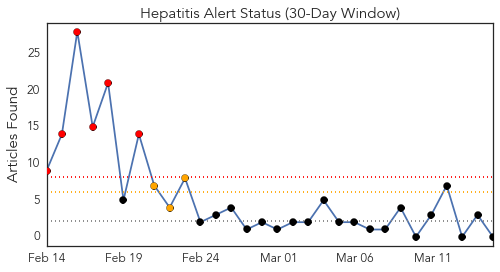 Hepatitis Alert Status (30-Day Window)
Articles Found
25
20
15
10
5
0
Feb 14
Feb 19
Feb 24
Mar 01
Mar 06
Mar 11